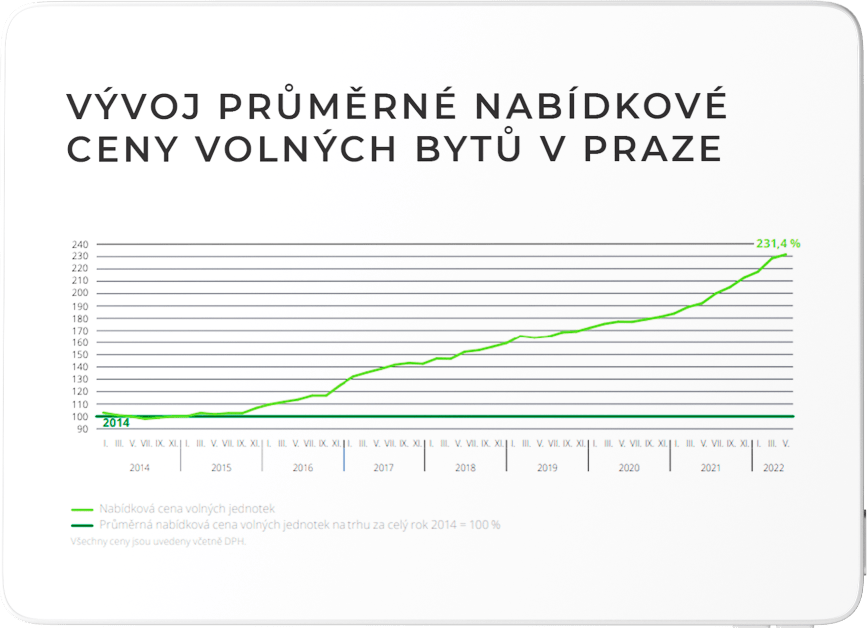 VÝVOJ PRŮMĚRNÉ NABÍDKOVÉ
CENY VOLNÝCH BYTŮ V PRAZE
231,4 %
240
230
220
210
200
190
180
170
160
150
140
130
120
110
100
90
2014
I. III. V. VII. IX. XI. I. III. V. VII. IX. XI. I. III. V. VII. IX. XI. I. III. V. VII. IX. XI. I. III. V. VII. IX. XI. I. III. V. VII. IX. XI. I. III. V. VII. IX. XI. I. III. V. VII. IX. XI. I. III. V.
2014 2015 2016 2017 2018 2019 2020 2021 2022
Nabídková cena volných jednotek
Průměrná nabídková cena volných jednotek na trhu za celý rok 2014 = 100 %
Všechny ceny jsou uvedeny včetně DPH.